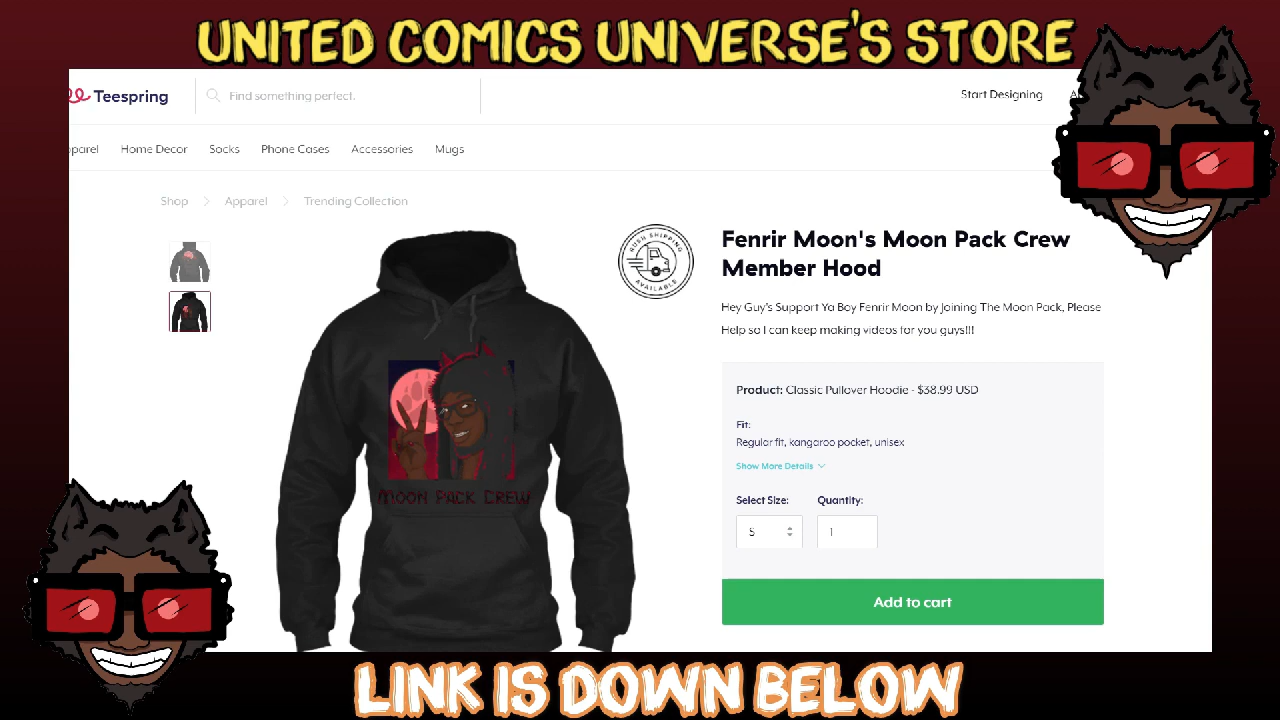 UNITED COMICS UNIVERSE'S STORE
Teespring
Find something perfect.
Start Designing
Home Decor
Socks
Phone Cases
Accessories
Mugs
Shop
Apparel
Trending Collection
RUSH SHIPPING
AVAILABLE
Fenrir Moon's Moon Pack Crew
Member Hood
Hey Guy's Support Ya Boy Fenrir Moon by Joining The Moon Pack, Please
Help so I can keep making videos for you guys!!!
Product: Classic Pullover Hoodie - $38.99 USD
Fit:
Regular fit, kangaroo pocket, unisex
Show More Details
Select Size: Quantity:
S 1
Add to cart
MOON PACK CREW
LINK IS DOWN BELOW